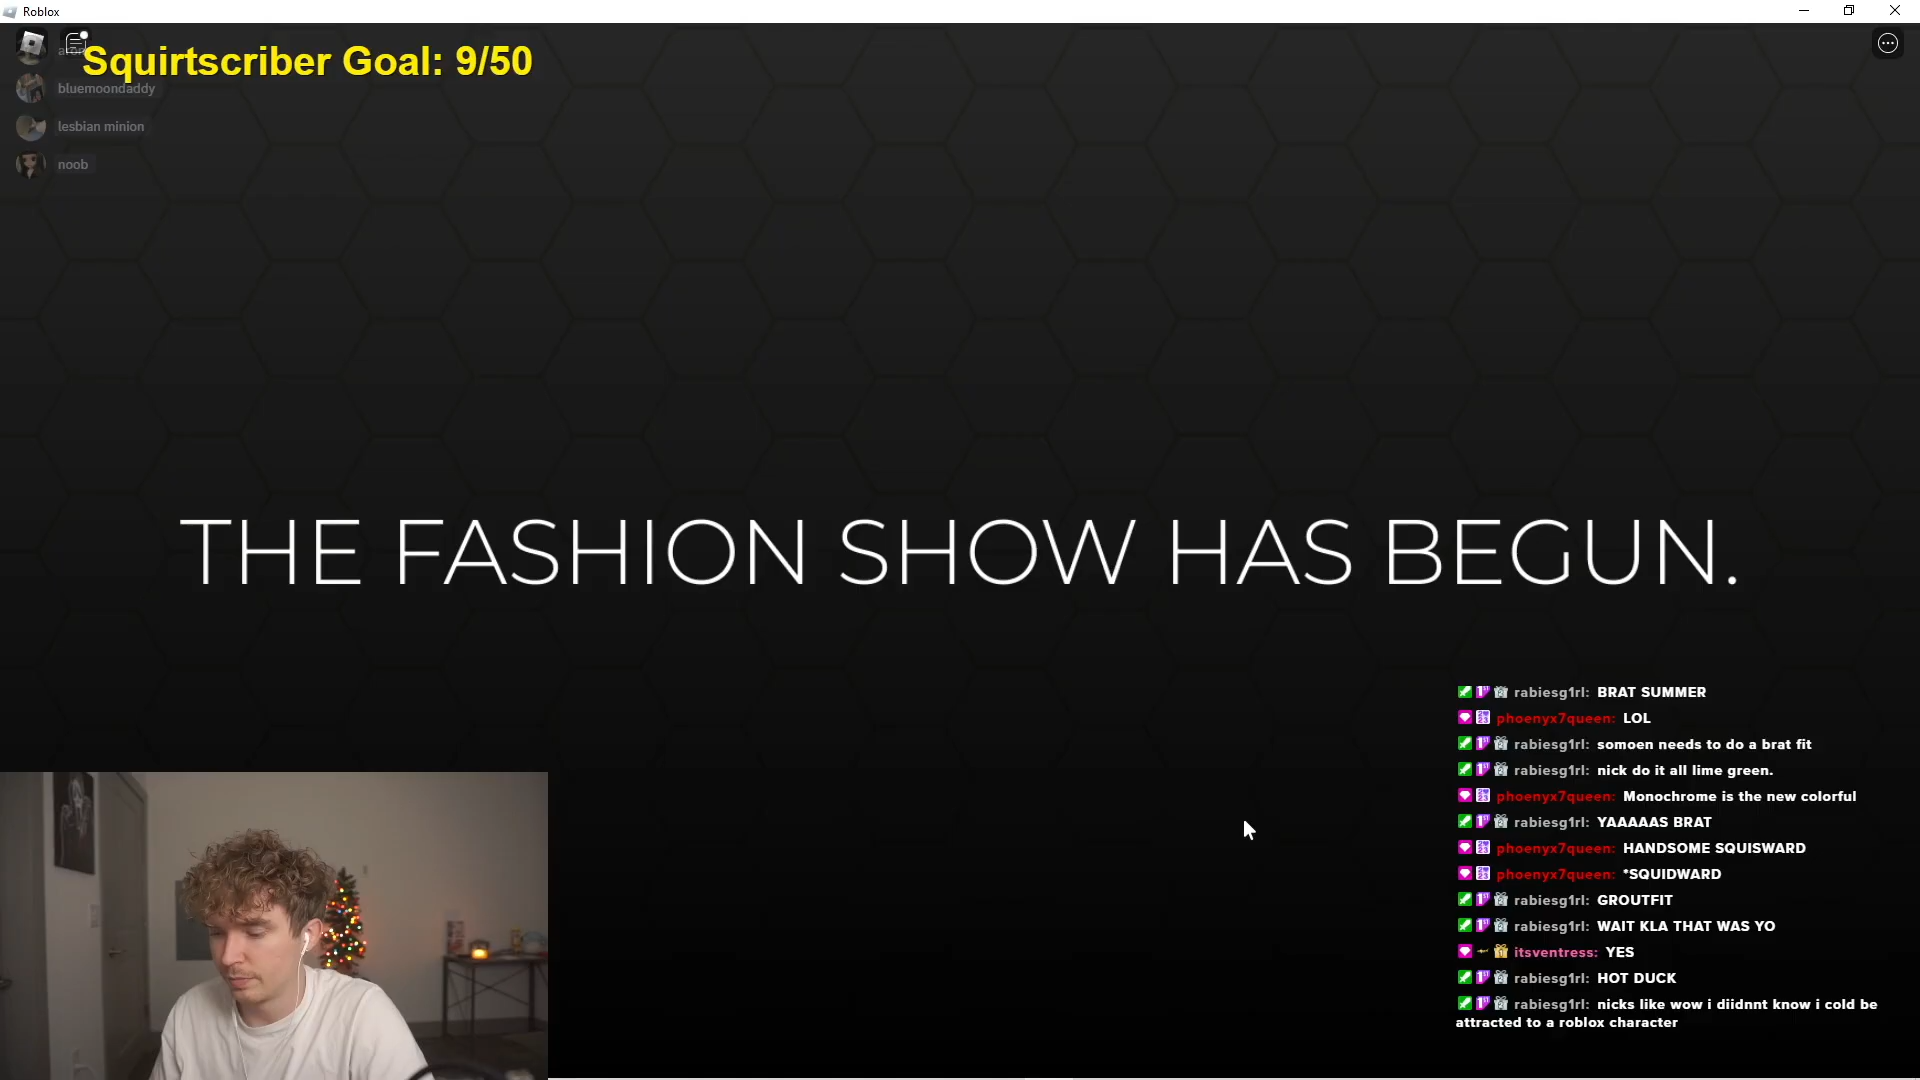 Roblox
Squirtscriber Goal: 9/50
bluemoondaddy
lesbian minion
noob
THE FASHION SHOW HAS BEGUN.
rabiesg1rl: BRAT SUMMER
phoenyx7queen: LOL
rabiesg1rl: somoen needs to do a brat fit
rabiesg1rl: nick do it all lime green.
phoenyx7queen: Monochrome is the new colorful
rabiesg1rl: YAAAAAS BRAT
phoenyx7queen: HANDSOME SQUISWARD
phoenyx7queen: *SQUIDWARD
rabiesg1rl: GROUTFIT
rabiesg1rl: WAIT KLA THAT WAS YO
itsventress: YES
rabiesg1rl: HOT DUCK
rabiesg1rl: nicks like wow i diidnnt know i cold be
attracted to a roblox character